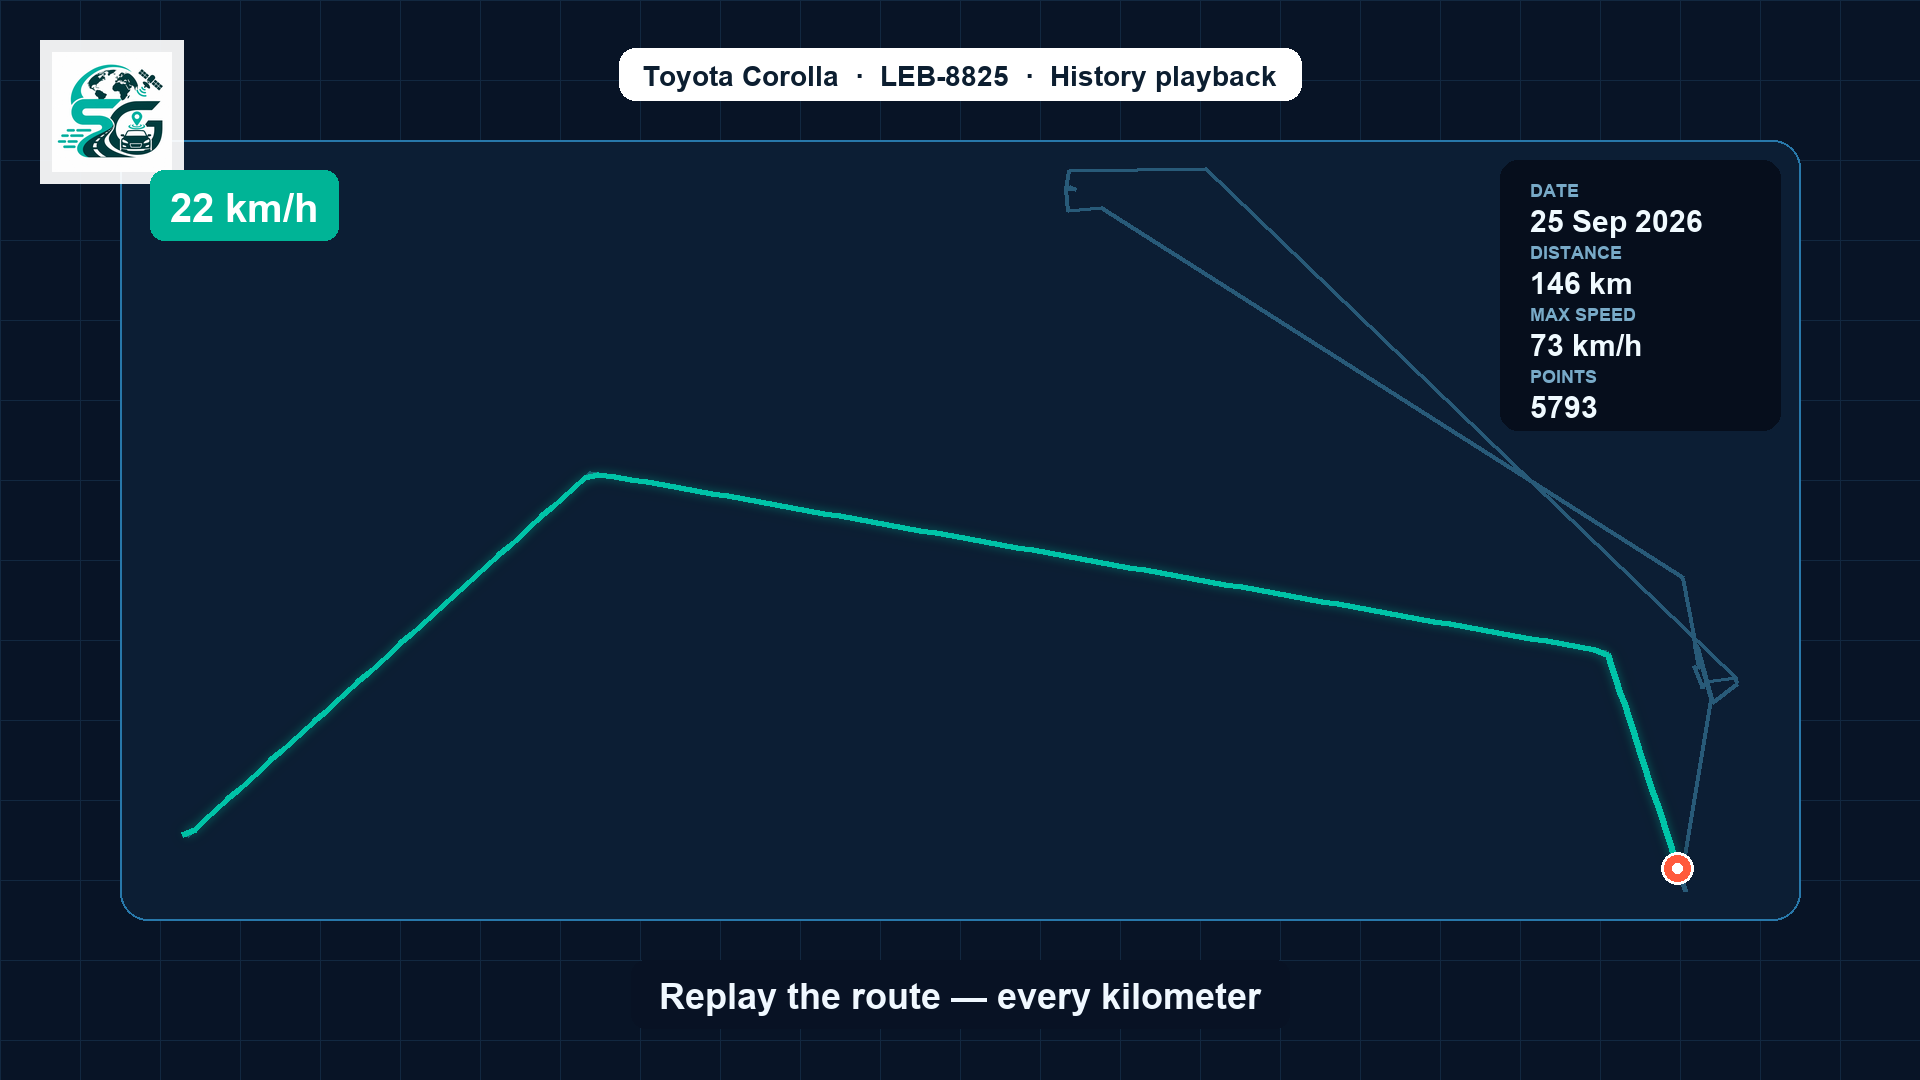 SG
Toyota Corolla · LEB-8825 · History playback
22 km/h
DATE
25 Sep 2026
DISTANCE
146 km
MAX SPEED
73 km/h
POINTS
5793
Replay the route — every kilometer